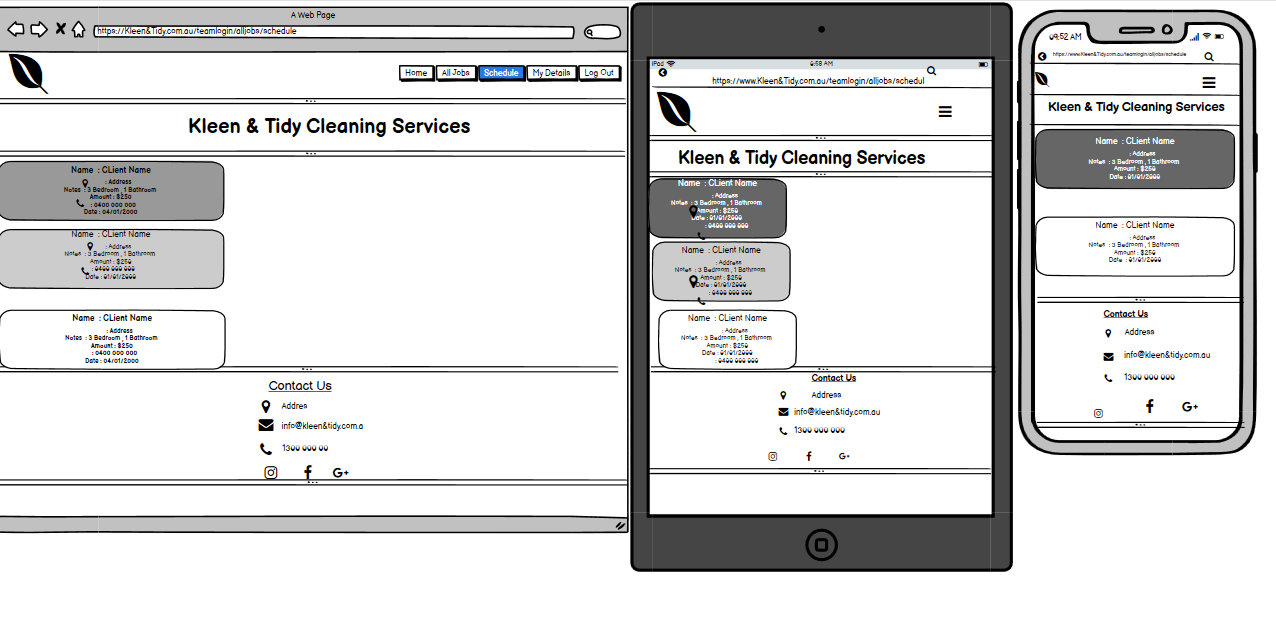 A Web Page
https://Kleen&Tidy.com.au/teamlogin/alljobs/schedule
Home
All Jobs
Schedule
My Details
Log Out
Kleen & Tidy Cleaning Services
Name : CLient Name
: Address
Notes : 3 Bedroom , 1 Bathroom
Amount : $250
: 0400 000 000
Date : 04/01/2000
Name : CLient Name
: Address
Notes : 3 Bedroom , 1 Bathroom
Amount : $250
: 0400 000 000
Date : 01/01/2000
Name : CLient Name
: Address
Notes : 3 Bedroom , 1 Bathroom
Amount : $250
: 0400 000 000
Date : 04/01/2000
Contact Us
Addres
info@kleen&tidy.com.a
1300 000 00
G+
iPad
9:58 AM
https://www.Kleen&Tidy.com.au/teamlogin/alljobs/schedul
Kleen & Tidy Cleaning Services
Name : CLient Name
: Address
Notes : 3 Bedroom , 1 Bathroom
Amount : $250
Date : 01/01/2000
: 0400 000 000
Name : CLient Name
: Address
Notes : 3 Bedroom , 1 Bathroom
Amount : $250
Date : 01/01/2000
: 0400 000 000
Name : CLient Name
: Address
Notes : 3 Bedroom , 1 Bathroom
Amount : $250
Date : 01/01/2000
: 0400 000 000
Contact Us
Address
info@kleen&tidy.com.au
1300 000 000
G+
09:52 AM
https://www.Kleen&Tidy.com.au/teamlogin/alljobs/schedule
Kleen & Tidy Cleaning Services
Name : CLient Name
: Address
Notes : 3 Bedroom , 1 Bathroom
Amount : $250
Date : 01/01/2000
Name : CLient Name
: Address
Notes : 3 Bedroom , 1 Bathroom
Amount : $250
Date : 01/01/2000
Contact Us
Address
info@kleen&tidy.com.au
1300 000 000
G+